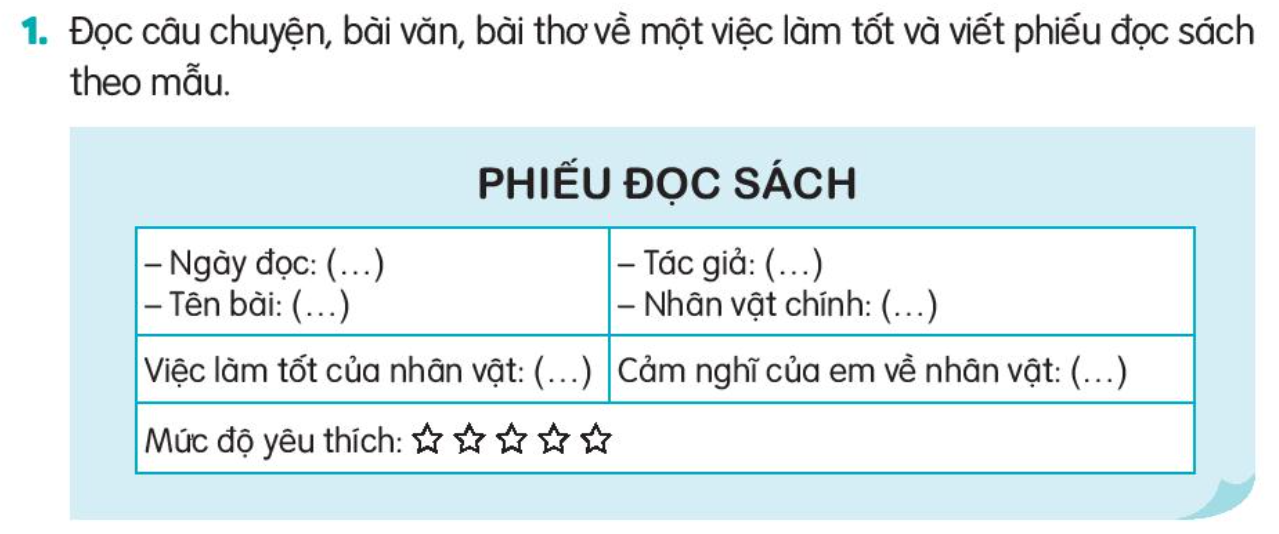 1. Đọc câu chuyện, bài văn, bài thơ về một việc làm tốt và viết phiếu đọc sách
theo mẫu.
PHIẾU ĐỌC SÁCH
– Ngày đọc: (...)
– Tên bài: (...)
– Tác giả: (...)
– Nhân vật chính: (...)
Việc làm tốt của nhân vật: (...)
Cảm nghĩ của em về nhân vật: (...)
Mức độ yêu thích: ☆ ☆ ☆ ☆ ☆